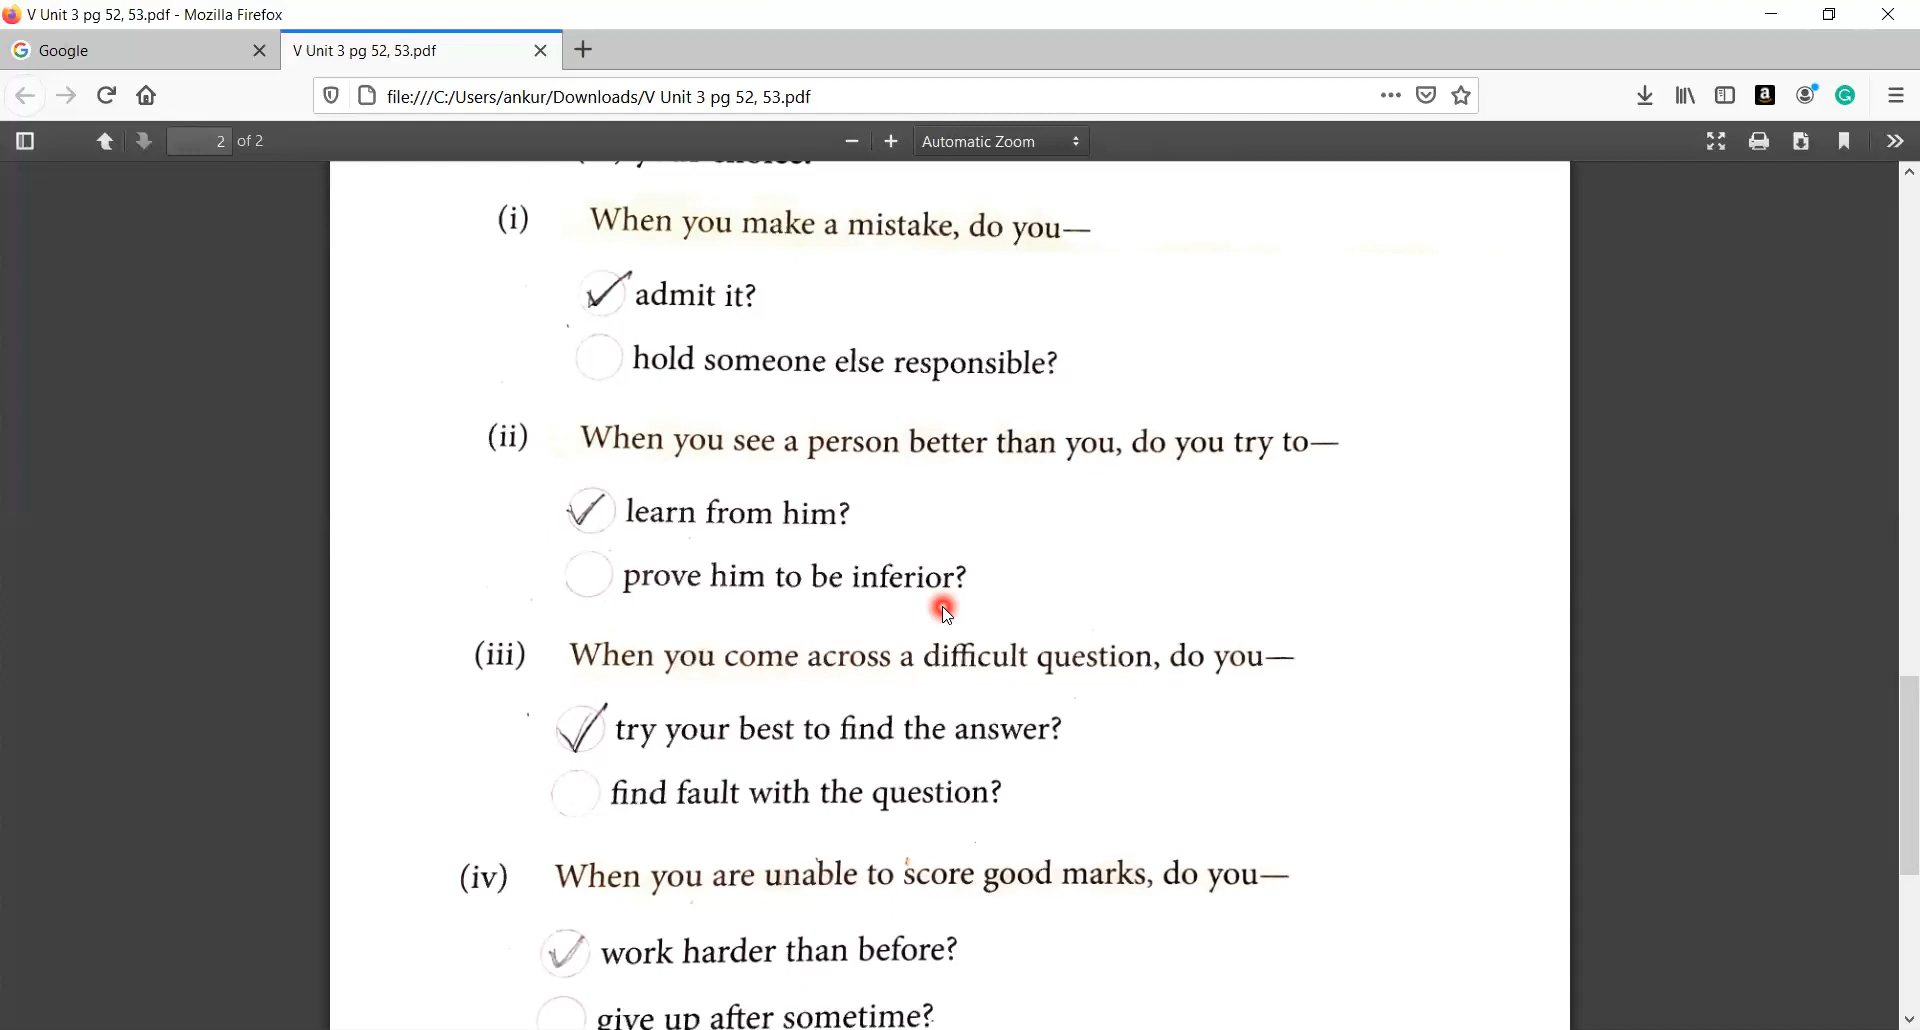 V Unit 3 pg 52, 53.pdf - Mozilla Firefox
Google
V Unit 3 pg 52, 53.pdf
file:///C:/Users/ankur/Downloads/V Unit 3 pg 52, 53.pdf
2 of 2
Automatic Zoom
choice.
(i) When you make a mistake, do you—
admit it?
hold someone else responsible?
(ii) When you see a person better than you, do you try to—
learn from him?
prove him to be inferior?
(iii) When you come across a difficult question, do you—
try your best to find the answer?
find fault with the question?
(iv) When you are unable to score good marks, do you—
work harder than before?
give up after sometime?